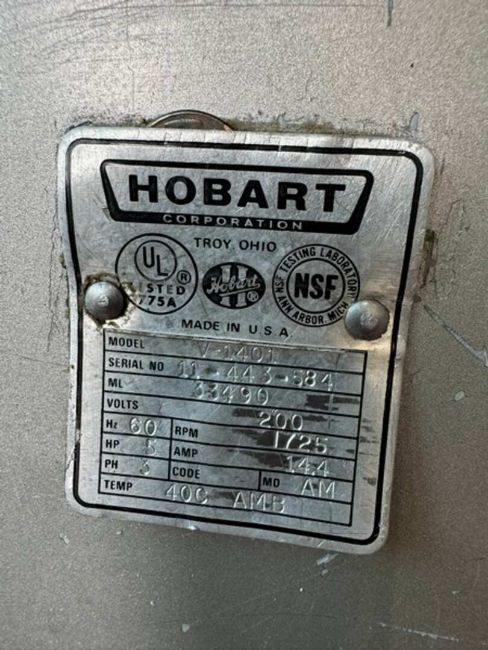 HOBART
CORPORATION
TROY, OHIO
UL ® LISTED 775A
Hobart ®
NSF TESTING LABORATORY ANN ARBOR, MICH
NSF
MADE IN U.S.A.
MODEL V-1401
SERIAL NO 11-443-684
ML 33490
VOLTS 200
Hz 60 RPM 1725
HP 5 AMP 14.4
PH 3 CODE MD AM
TEMP 40C AMB